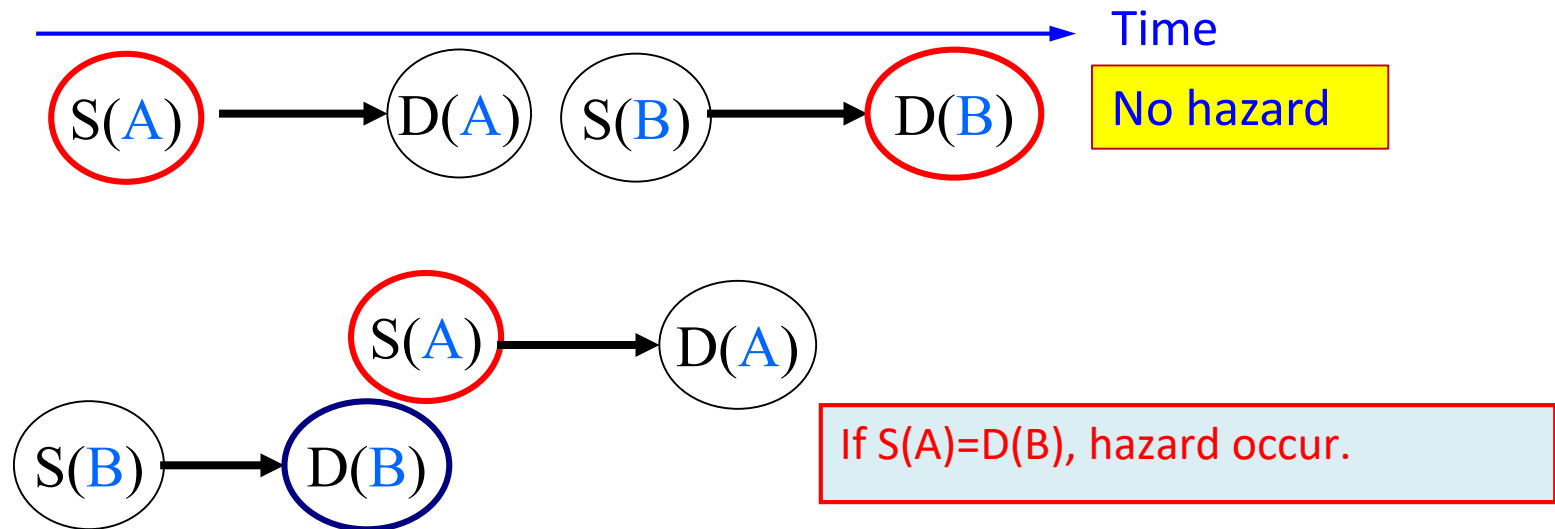 Time
S(A) D(A) S(B) D(B) No hazard
S(A) D(A)
S(B) D(B) If S(A)=D(B), hazard occur.